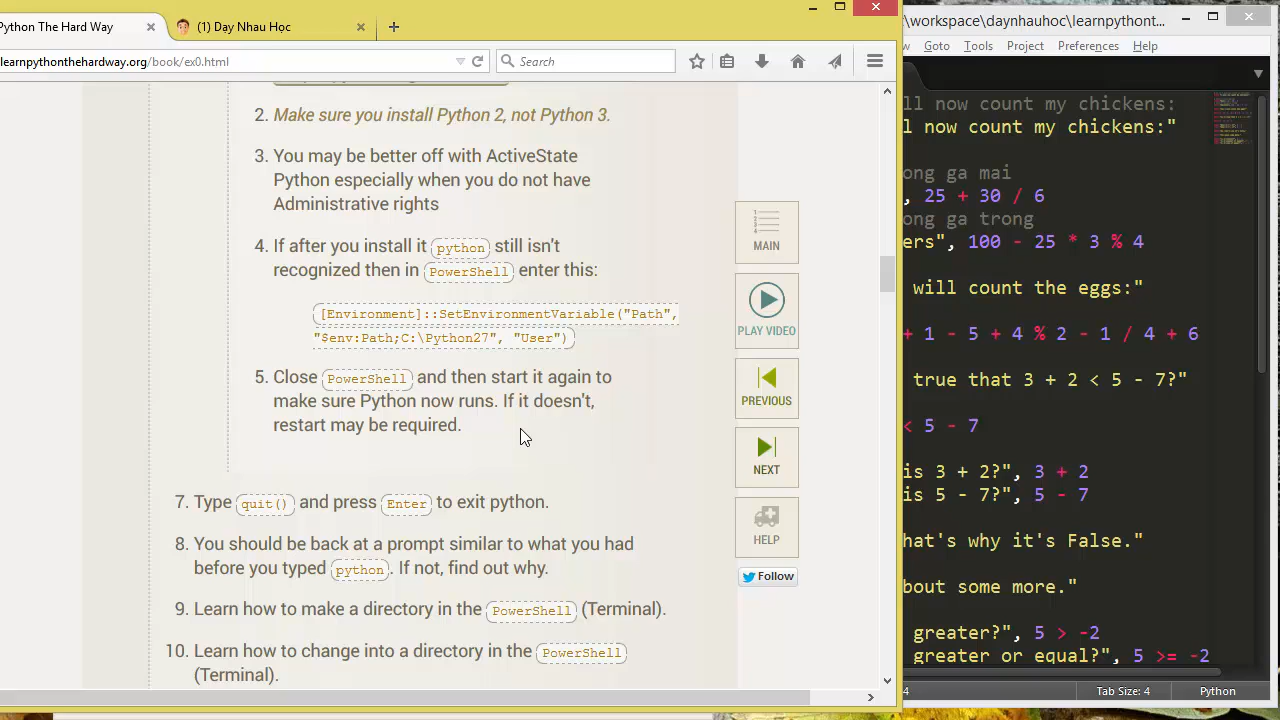 Python The Hard Way
(1) Day Nhau Học
learnpythonthehardway.org/book/ex0.html
Search
2. Make sure you install Python 2, not Python 3.
3. You may be better off with ActiveState
Python especially when you do not have
Administrative rights
4. If after you install it python still isn't
recognized then in PowerShell enter this:
[Environment]::SetEnvironmentVariable("Path",
"$env:Path;C:\Python27", "User")
5. Close PowerShell and then start it again to
make sure Python now runs. If it doesn't,
restart may be required.
7. Type quit() and press Enter to exit python.
8. You should be back at a prompt similar to what you had
before you typed python. If not, find out why.
9. Learn how to make a directory in the PowerShell (Terminal).
10. Learn how to change into a directory in the PowerShell
(Terminal).
MAIN
PLAY VIDEO
PREVIOUS
NEXT
HELP
Follow
\workspace\daynhauhoc\learnpythont...
w Goto Tools Project Preferences Help
ll now count my chickens:
ll now count my chickens:"
ong ga mai
, 25 + 30 / 6
ong ga trong
ers", 100 - 25 * 3 % 4
will count the eggs:"
+ 1 - 5 + 4 % 2 - 1 / 4 + 6
true that 3 + 2 < 5 - 7?"
< 5 - 7
is 3 + 2?", 3 + 2
is 5 - 7?", 5 - 7
hat's why it's False."
bout some more."
greater?", 5 > -2
greater or equal?", 5 >= -2
4
Tab Size: 4
Python